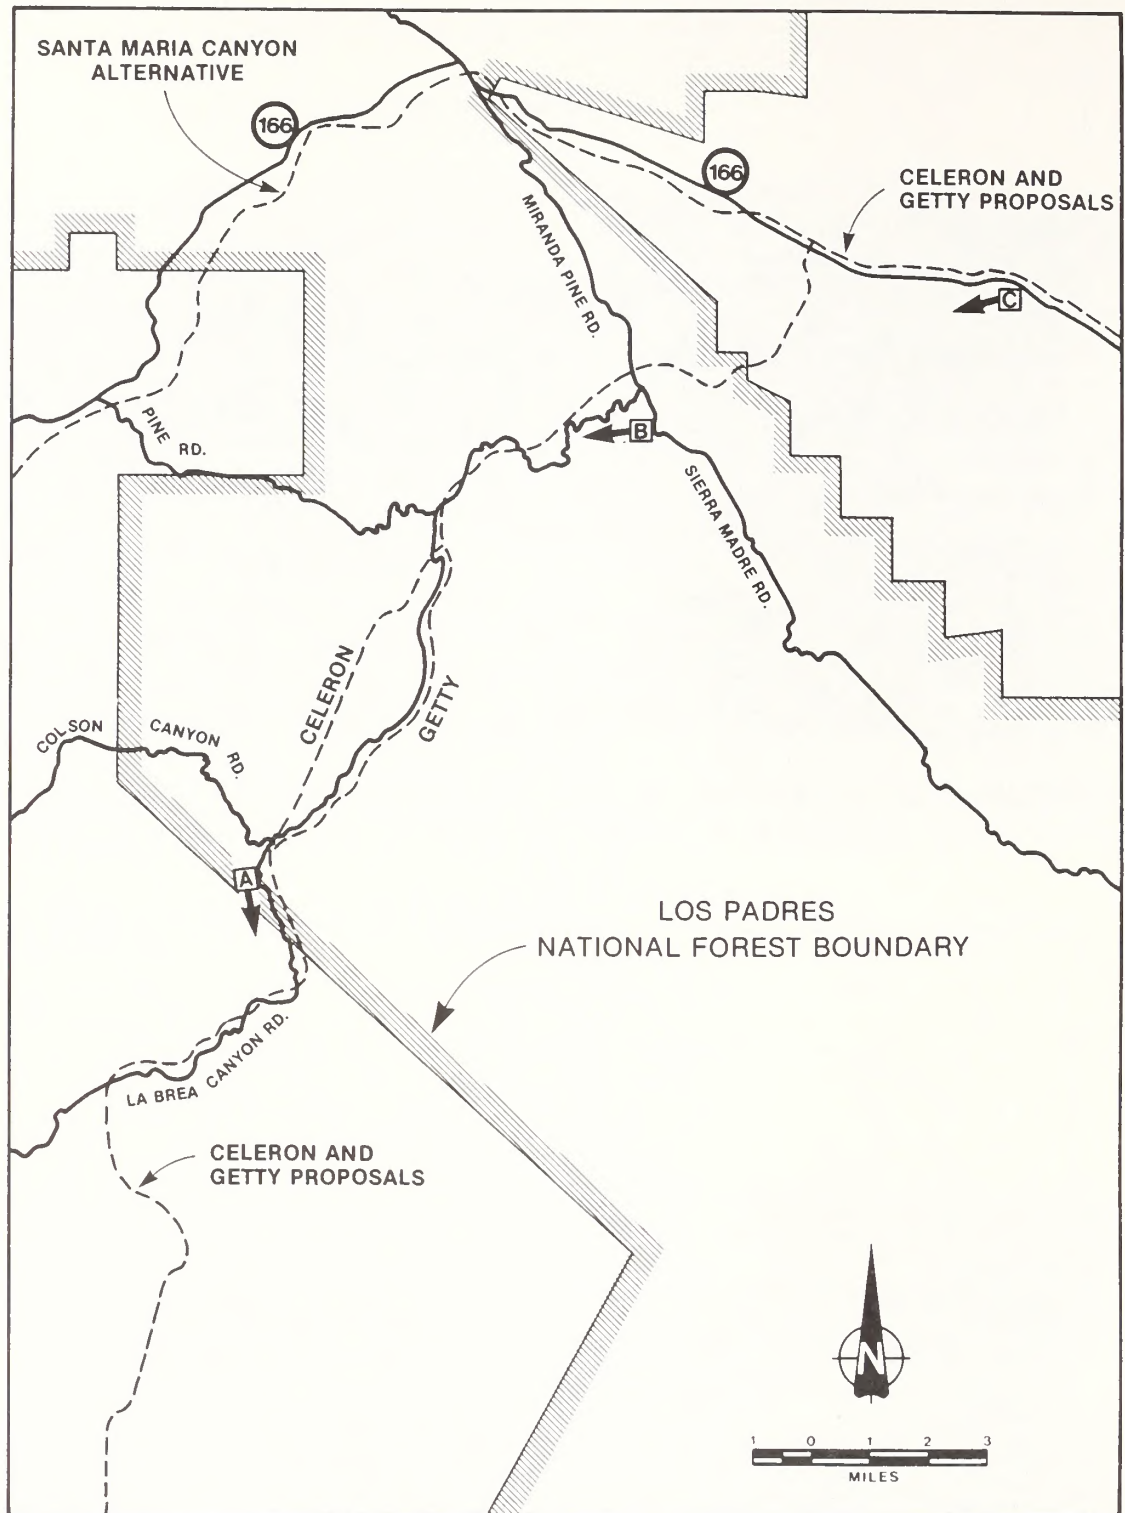 SANTA MARIA CANYON
ALTERNATIVE
166
166
CELERON AND
GETTY PROPOSALS
MIRANDA PINE RD.
C
PINE RD.
B
SIERRA MADRE RD.
CELERON
GETTY
COLSON CANYON RD.
A
LOS PADRES
NATIONAL FOREST BOUNDARY
LA BREA CANYON RD.
CELERON AND
GETTY PROPOSALS
N
1 0 1 2 3
MILES